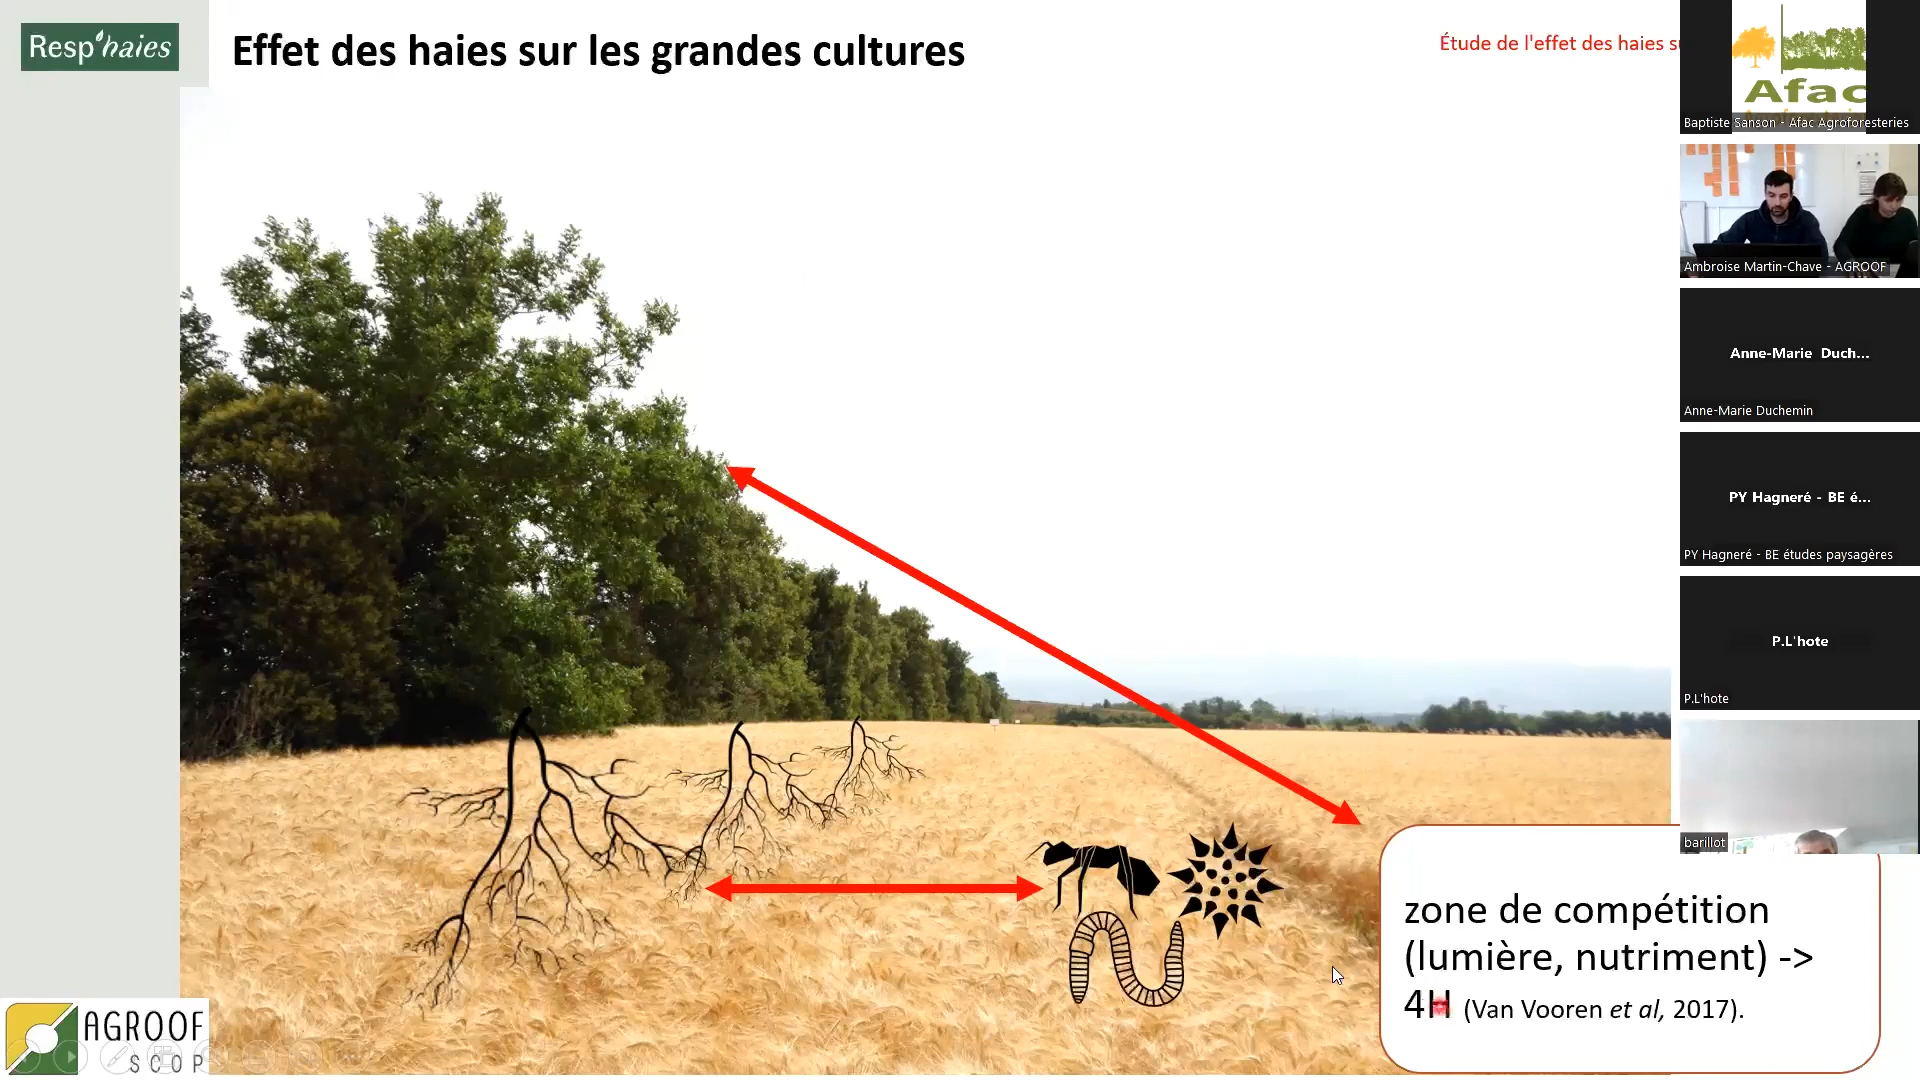 Resp'haies
Effet des haies sur les grandes cultures
Étude de l'effet des haies
Afac
Baptiste Sanson - Afac Agroforesteries
Ambroise Martin-Chave - AGROOF
Anne-Marie Duch...
Anne-Marie Duchemin
PY Hagneré - BE é...
PY Hagneré - BE études paysagères
P.L'hote
P.L'hote
barillot
zone de compétition
(lumière, nutriment) ->
4H (Van Vooren et al, 2017).
AGROOF
SCOP